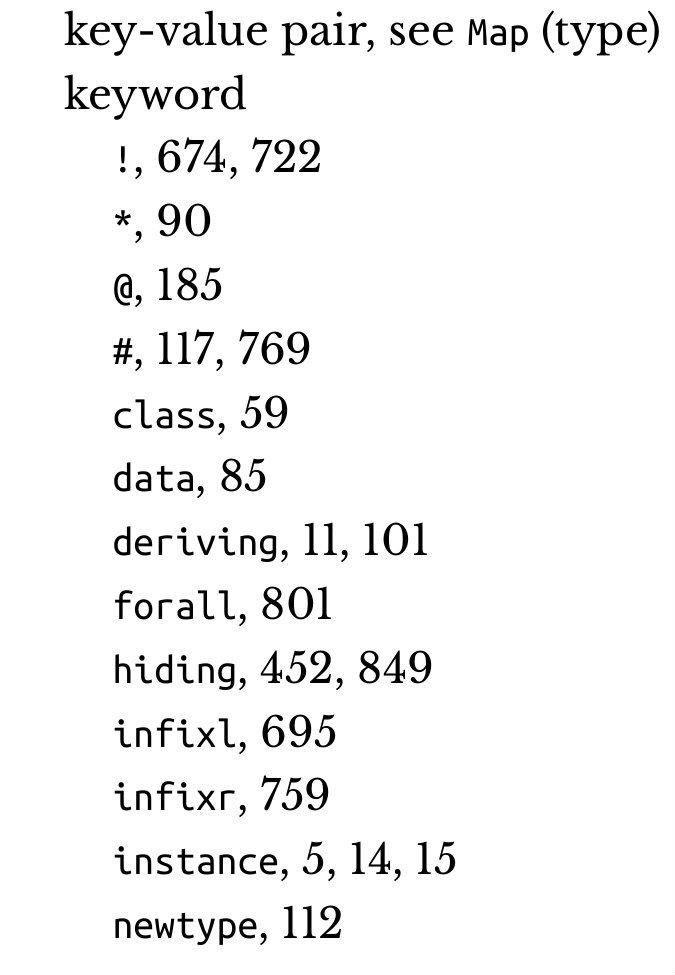 key-value pair, see Map (type)
keyword
!, 674, 722
*, 90
@, 185
#, 117, 769
class, 59
data, 85
deriving, 11, 101
forall, 801
hiding, 452, 849
infixl, 695
infixr, 759
instance, 5, 14, 15
newtype, 112